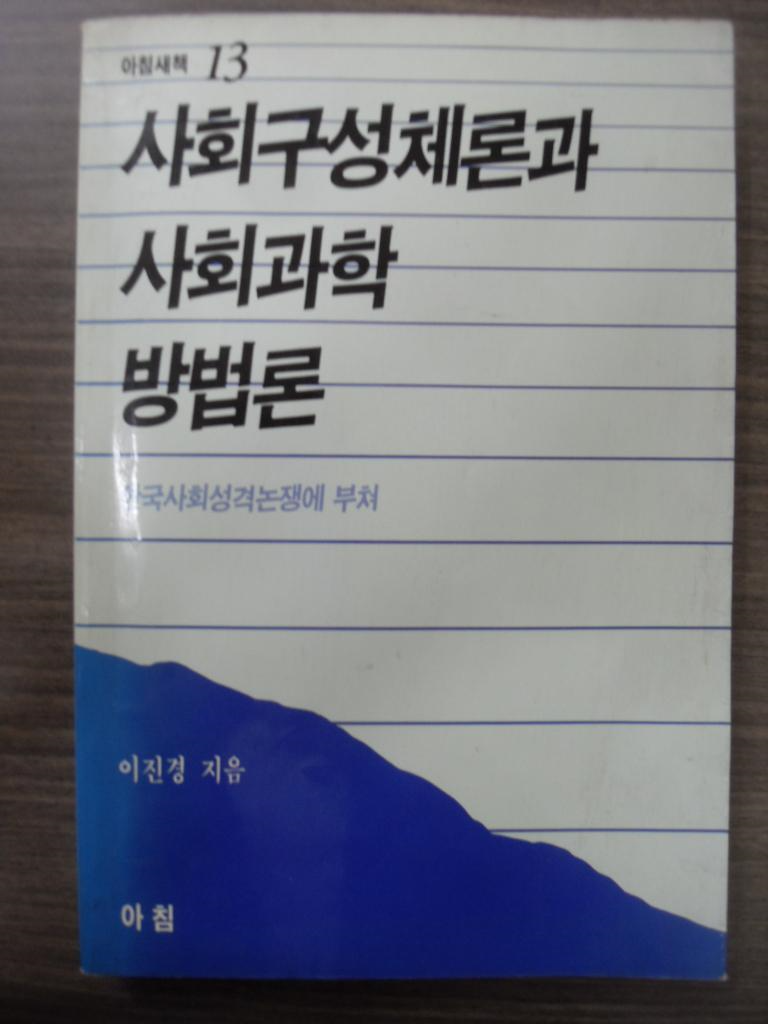 아침새책 13
사회구성체론과
사회과학
방법론
한국사회성격논쟁에 부쳐
이진경 지음
아침